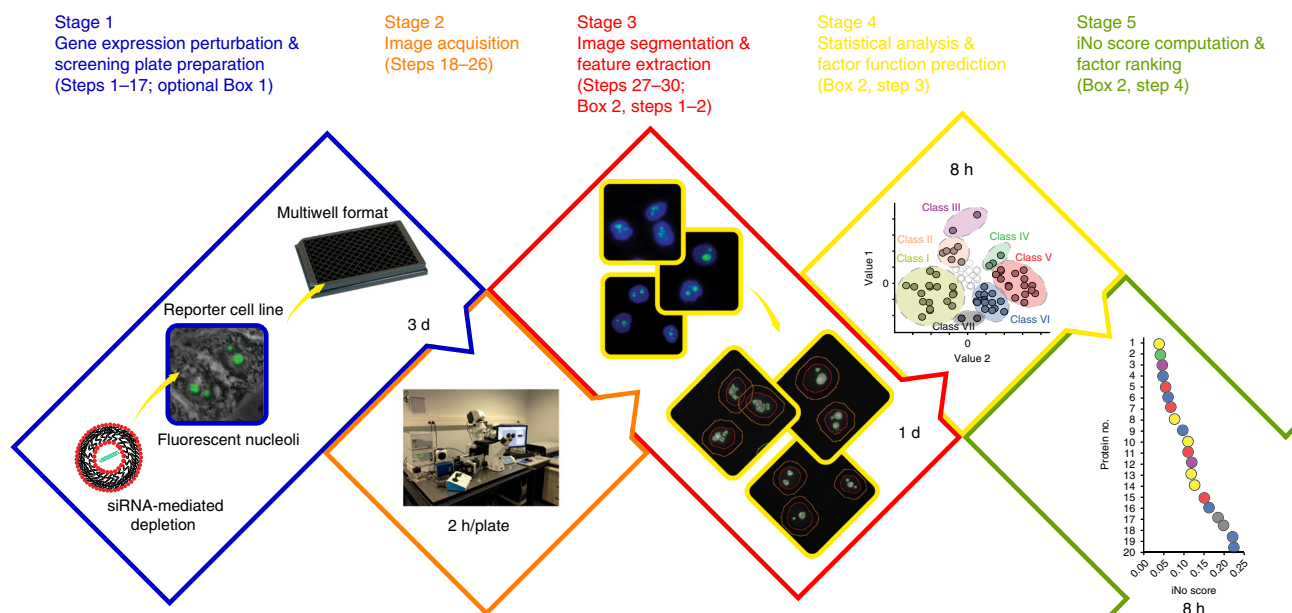 Stage 1
Gene expression perturbation &
screening plate preparation
(Steps 1–17; optional Box 1)
Stage 2
Image acquisition
(Steps 18–26)
Stage 3
Image segmentation &
feature extraction
(Steps 27–30;
Box 2, steps 1–2)
Stage 4
Statistical analysis &
factor function prediction
(Box 2, step 3)
Stage 5
iNo score computation &
factor ranking
(Box 2, step 4)
Multiwell format
Reporter cell line
3 d
Fluorescent nucleoli
siRNA-mediated
depletion
2 h/plate
1 d
8 h
Class III
Class II
Class IV
Class I
Class V
Class VII
Class VI
Value 1
0
0
Value 2
Protein no.
1
2
3
4
5
6
7
8
9
10
11
12
13
14
15
16
17
18
19
20
0.00
0.05
0.10
0.15
0.20
0.25
iNo score
8 h